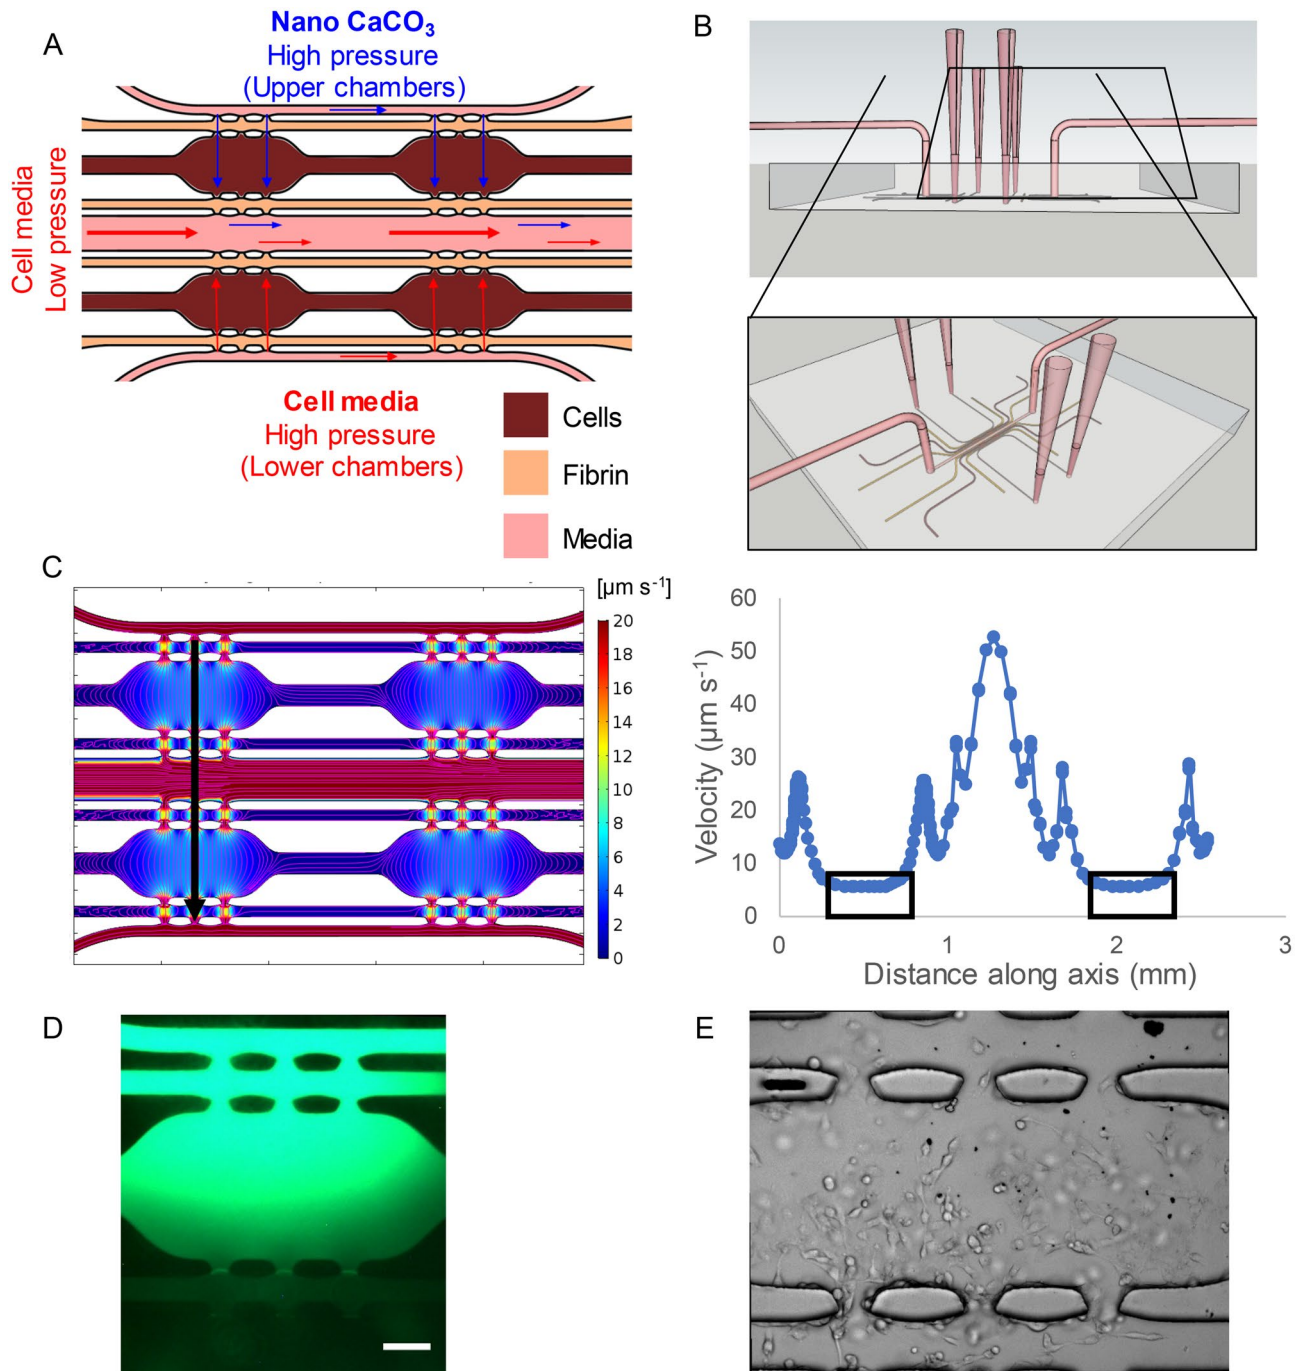 A
Nano CaCO₃
High pressure
(Upper chambers)
Cell media
Low pressure
Cell media
High pressure
(Lower chambers)
Cells
Fibrin
Media
B
C
[µm s⁻¹]
20
18
16
14
12
10
8
6
4
2
0
Velocity (µm s⁻¹)
60
50
40
30
20
10
0
0 1 2 3
Distance along axis (mm)
D
E